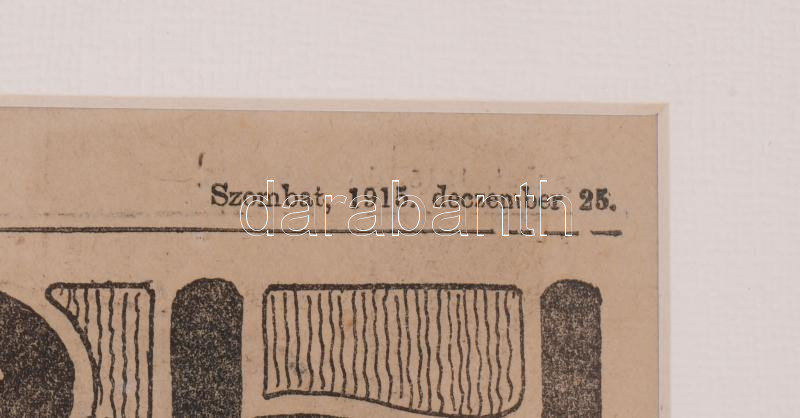 Szombat, 1915. deczember 25.
darabanth